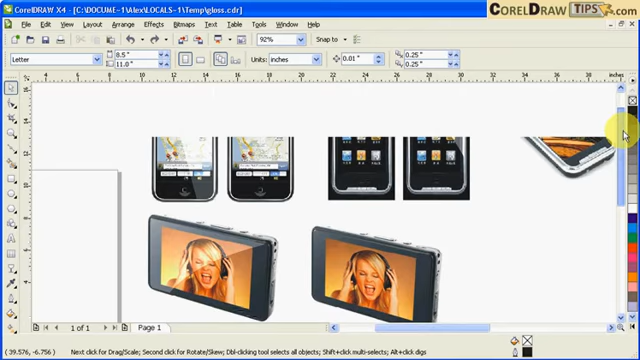 CorelDRAW X4 - [C:\DOCUME~1\Alex\LOCALS~1\Temp\gloss.cdr]
CORELDRAW TIPS.com
File Edit View Layout Arrange Effects Bitmaps Text Table Tools Window Help
92% Snap to
Letter 8.5 " 11.0 " Units: inches 0.01 " 0.25 " 0.25 "
inches
1 of 1 Page 1
( 39.576, -6.756 ) Next click for Drag/Scale; Second click for Rotate/Skew; Dbl-clicking tool selects all objects; Shift+click multi-selects; Alt+click digs